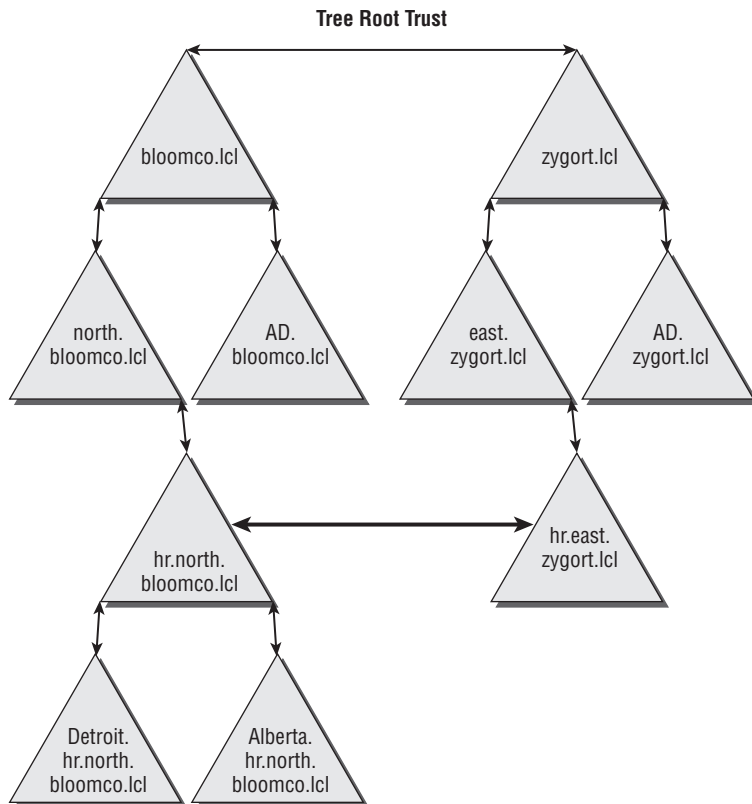 Tree Root Trust
bloomco.lcl
zygort.lcl
north.
bloomco.lcl
AD.
bloomco.lcl
east.
zygort.lcl
AD.
zygort.lcl
hr.north.
bloomco.lcl
hr.east.
zygort.lcl
Detroit.
hr.north.
bloomco.lcl
Alberta.
hr.north.
bloomco.lcl